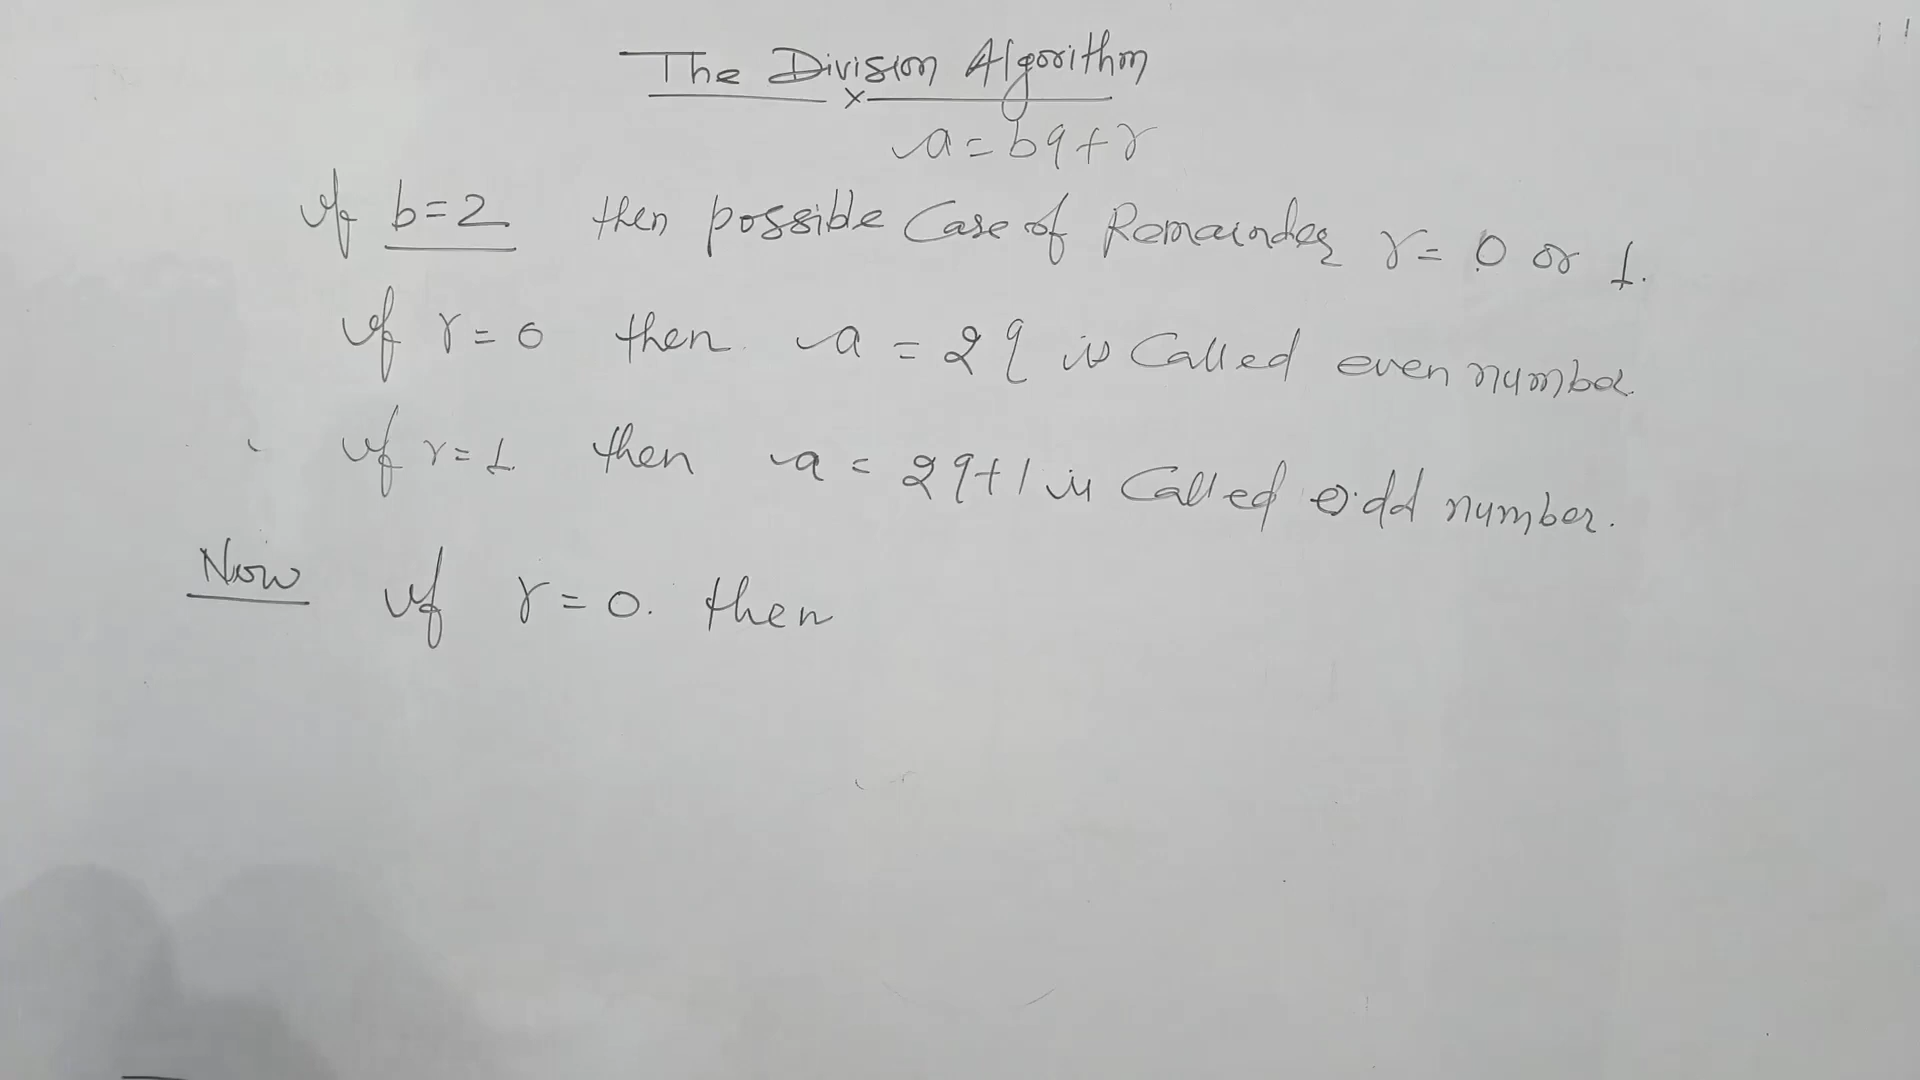 The Division Algorithm
a = bq + r
if b=2 then possible Case of Remainder r = 0 or 1.
if r = 0 then a = 2q is Called even number
if r = 1 then a = 2q+1 is Called odd number.
Now if r = 0. then